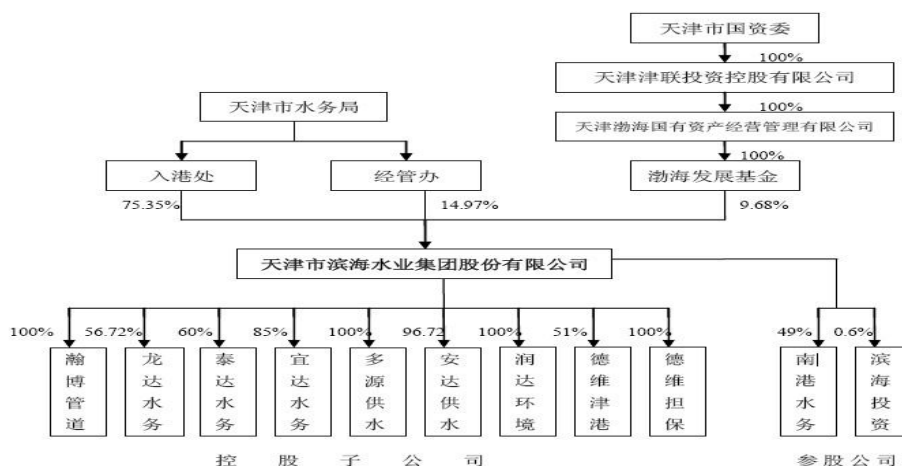 天津市国资委
100%
天津津联投资控股有限公司
100%
天津市水务局
天津渤海国有资产经营管理有限公司
100%
入港处
经管办
渤海发展基金
75.35%
14.97%
9.68%
天津市滨海水业集团股份有限公司
100%
56.72%
60%
85%
100%
96.72
100%
51%
100%
49%
0.6%
瀚博管道
龙达水务
泰达水务
宜达水务
多源供水
安达供水
润达环境
德维津港
德维担保
南港水务
滨海投资
控股子公司
参股公司